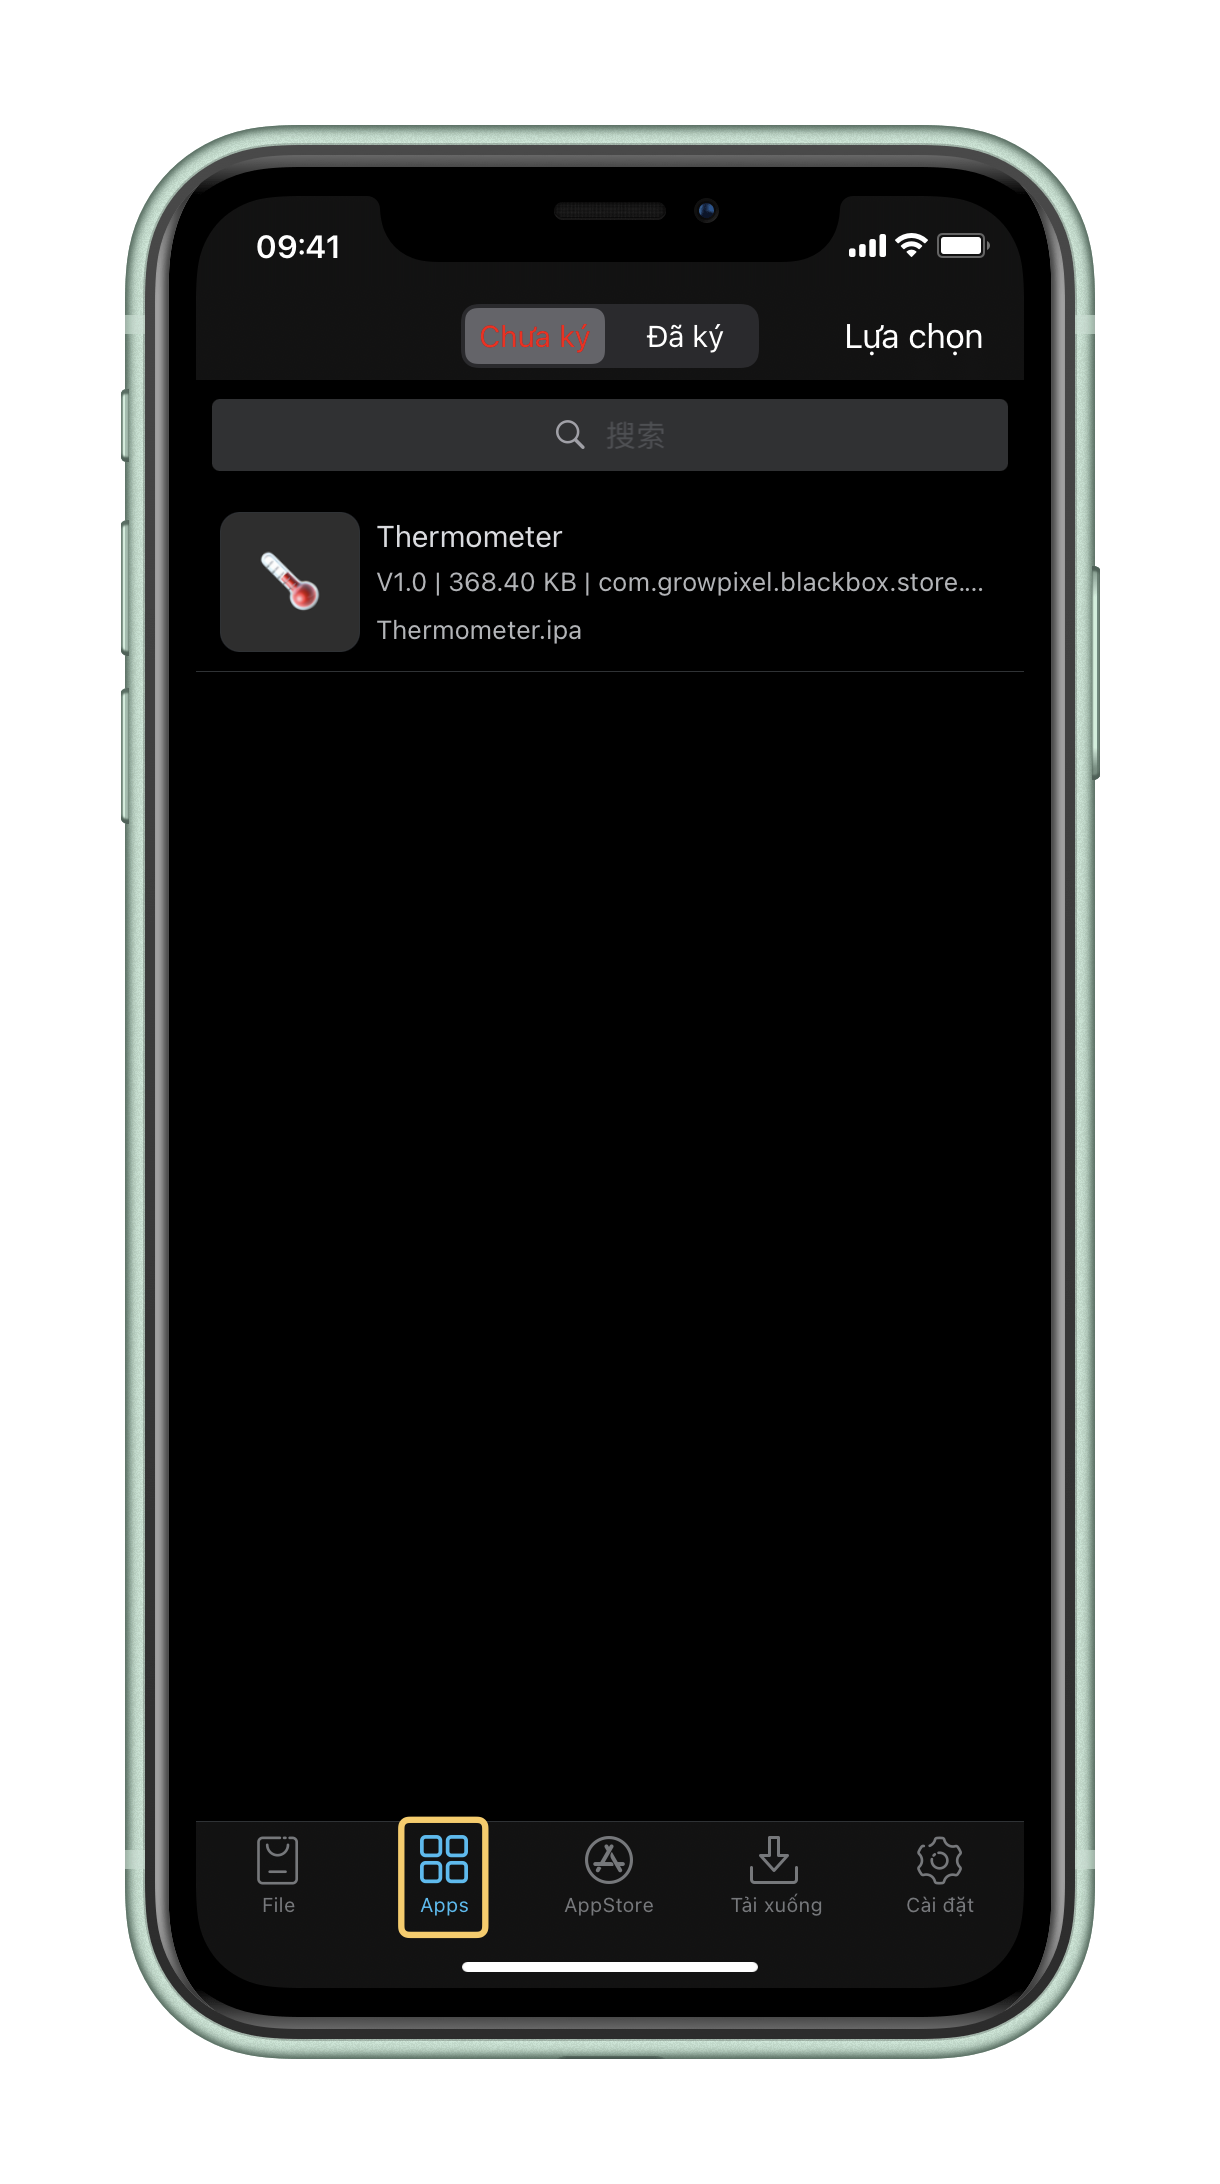 09:41
Chưa ký
Đã ký
Lựa chọn
搜索
Thermometer
V1.0 | 368.40 KB | com.growpixel.blackbox.store....
Thermometer.ipa
File
Apps
AppStore
Tải xuống
Cài đặt